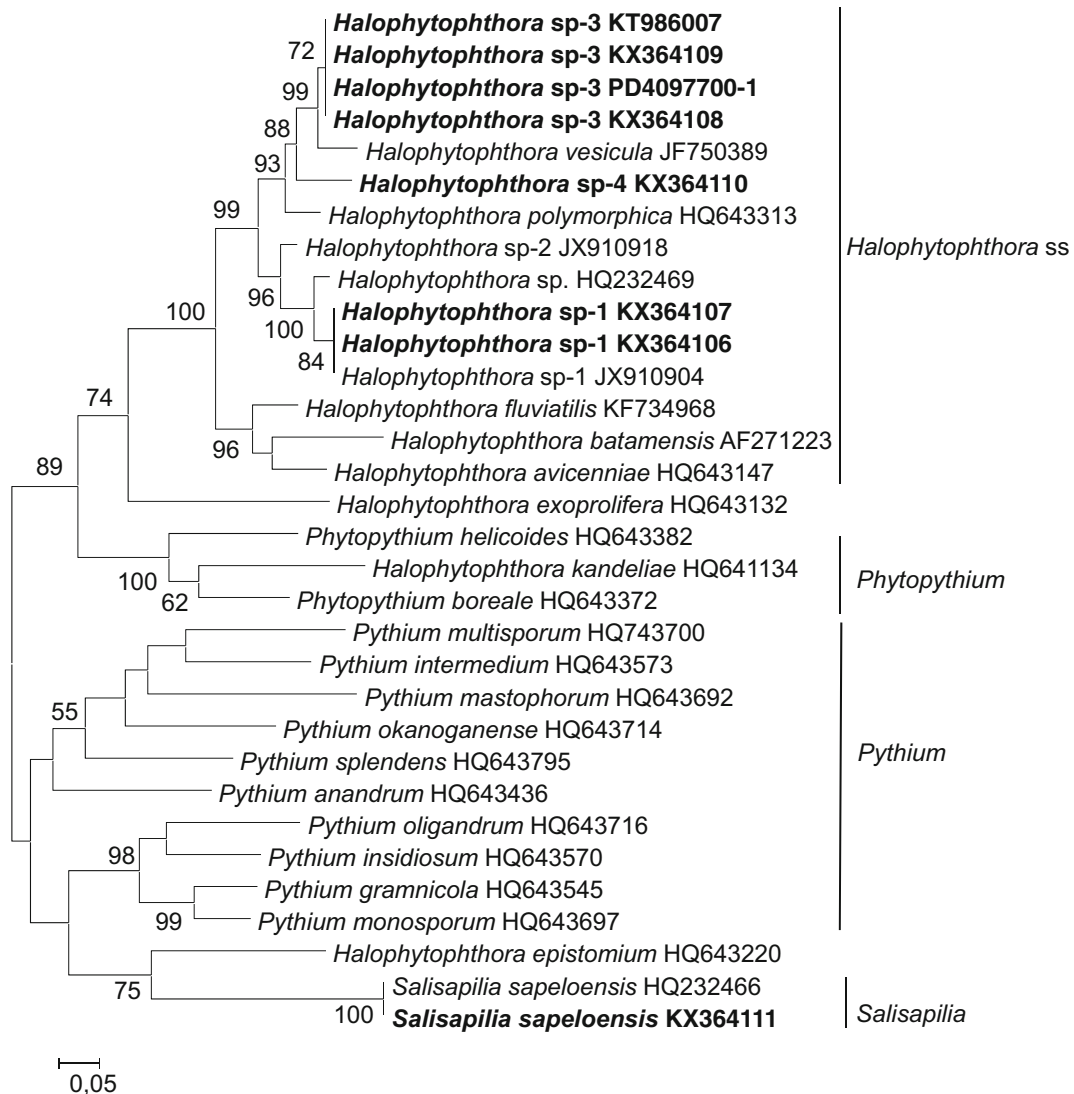 Halophytophthora sp-3 KT986007
72
Halophytophthora sp-3 KX364109
Halophytophthora sp-3 PD4097700-1
99
Halophytophthora sp-3 KX364108
88
Halophytophthora vesicula JF750389
93
Halophytophthora sp-4 KX364110
99
Halophytophthora polymorphica HQ643313
Halophytophthora sp-2 JX910918
Halophytophthora ss
Halophytophthora sp. HQ232469
96
Halophytophthora sp-1 KX364107
100
100
Halophytophthora sp-1 KX364106
84
Halophytophthora sp-1 JX910904
74
Halophytophthora fluviatilis KF734968
96
Halophytophthora batamensis AF271223
89
Halophytophthora avicenniae HQ643147
Halophytophthora exoprolifera HQ643132
Phytopythium helicoides HQ643382
Halophytophthora kandeliae HQ641134
100
Phytopythium
62
Phytopythium boreale HQ643372
Pythium multisporum HQ743700
Pythium intermedium HQ643573
Pythium mastophorum HQ643692
55
Pythium okanoganense HQ643714
Pythium
Pythium splendens HQ643795
Pythium anandrum HQ643436
Pythium oligandrum HQ643716
98
Pythium insidiosum HQ643570
Pythium gramnicola HQ643545
99
Pythium monosporum HQ643697
Halophytophthora epistomium HQ643220
75
Salisapilia sapeloensis HQ232466
100
Salisapilia
Salisapilia sapeloensis KX364111
0,05